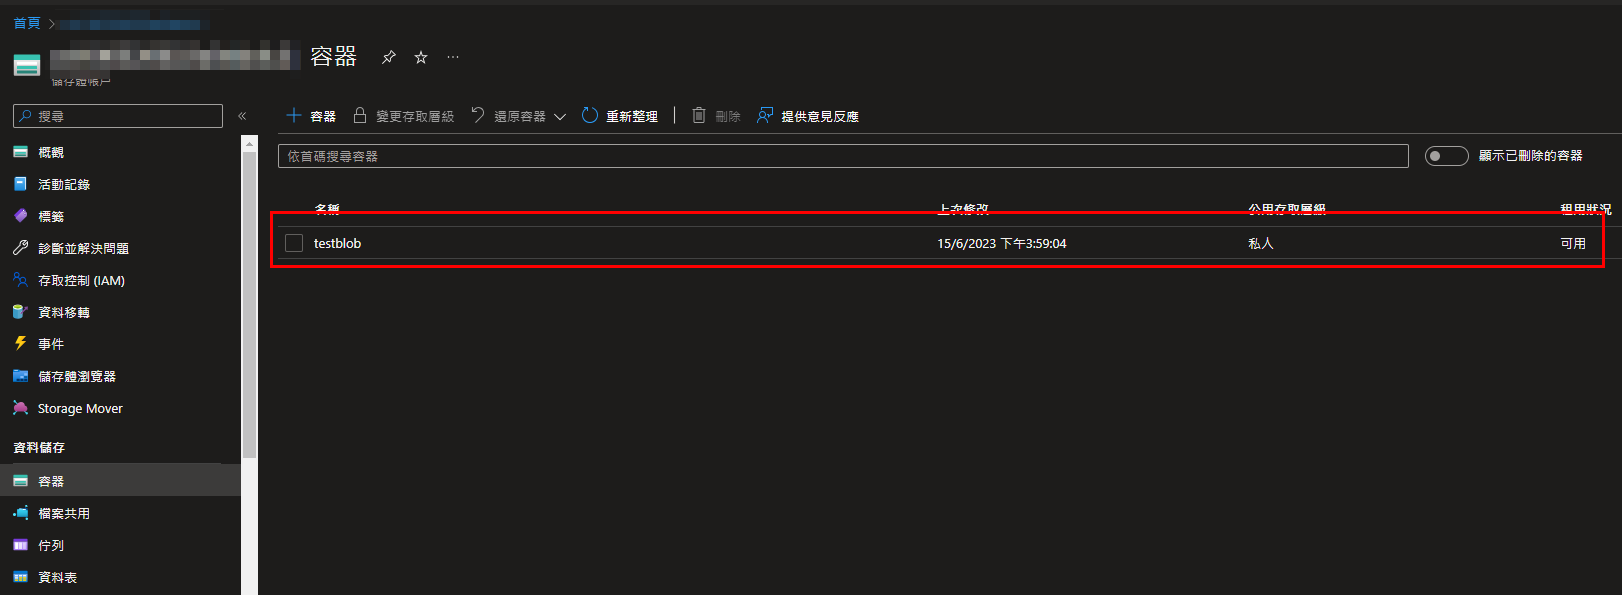 首頁 >
容器
儲存體帳戶
搜尋
概觀
活動記錄
標籤
診斷並解決問題
存取控制 (IAM)
資料移轉
事件
儲存體瀏覽器
Storage Mover
資料儲存
容器
檔案共用
佇列
資料表
容器 變更存取層級 還原容器 重新整理 刪除 提供意見反應
依首碼搜尋容器 顯示已刪除的容器
名稱 上次修改 公用存取層級 租用狀況
testblob 15/6/2023 下午3:59:04 私人 可用